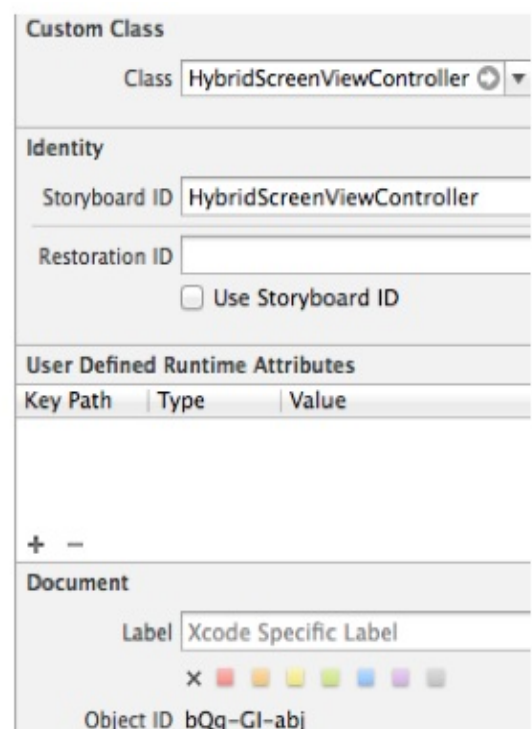 Custom Class
Class HybridScreenViewController
Identity
Storyboard ID HybridScreenViewController
Restoration ID
Use Storyboard ID
User Defined Runtime Attributes
Key Path Type Value
+ −
Document
Label Xcode Specific Label
Object ID bQq-GI-abj